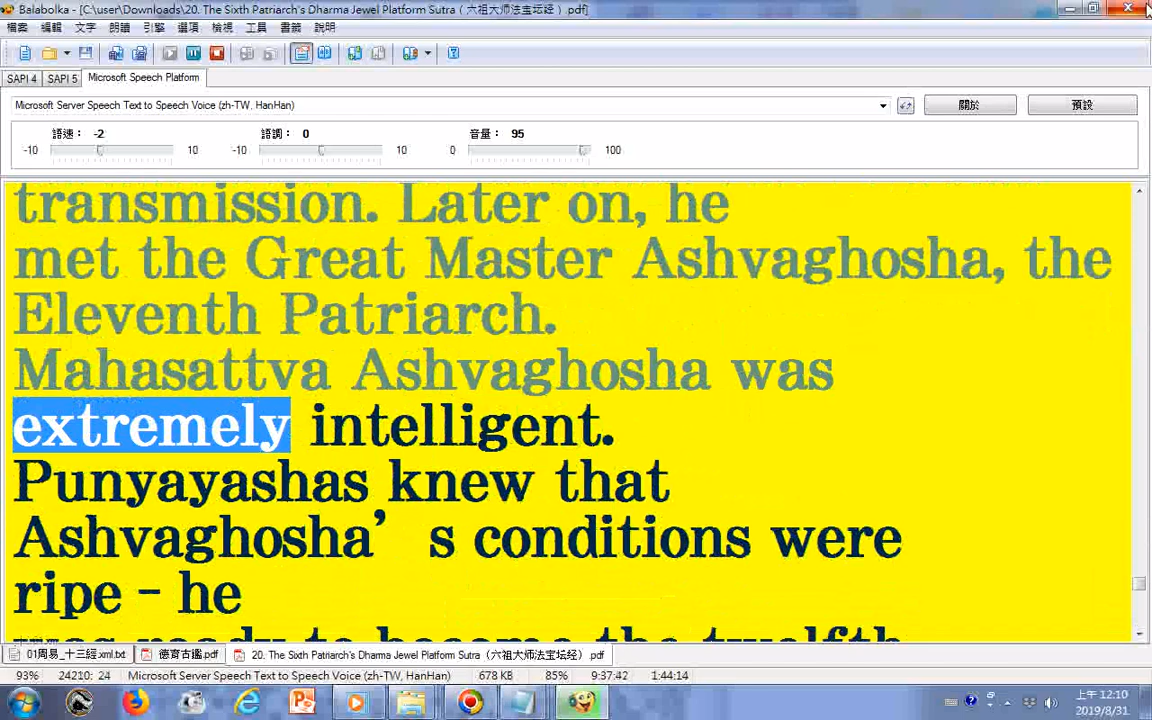 Balabolka - [C:\user\Downloads\20. The Sixth Patriarch's Dharma Jewel Platform Sutra（六祖大师法宝坛经）pdf]
檔案 編輯 文字 朗讀 引擎 選項 檢視 工具 書籤 說明
SAPI 4 SAPI 5 Microsoft Speech Platform
Microsoft Server Speech Text to Speech Voice (zh-TW, HanHan) 關於 預設
語速： -2 語調： 0 音量： 95
-10 10 -10 10 0 100
transmission. Later on, he
met the Great Master Ashvaghosha, the
Eleventh Patriarch.
Mahasattva Ashvaghosha was
extremely intelligent.
Punyayashas knew that
Ashvaghosha’s conditions were
ripe – he
was ready to become the twelfth
01周易_十三經.xml.txt 德育古鑑.pdf 20. The Sixth Patriarch's Dharma Jewel Platform Sutra（六祖大师法宝坛经）.pdf
93% 24210: 24 Microsoft Server Speech Text to Speech Voice (zh-TW, HanHan) 678 KB 85% 9:37:42 1:44:14
上午 12:10
2019/8/31